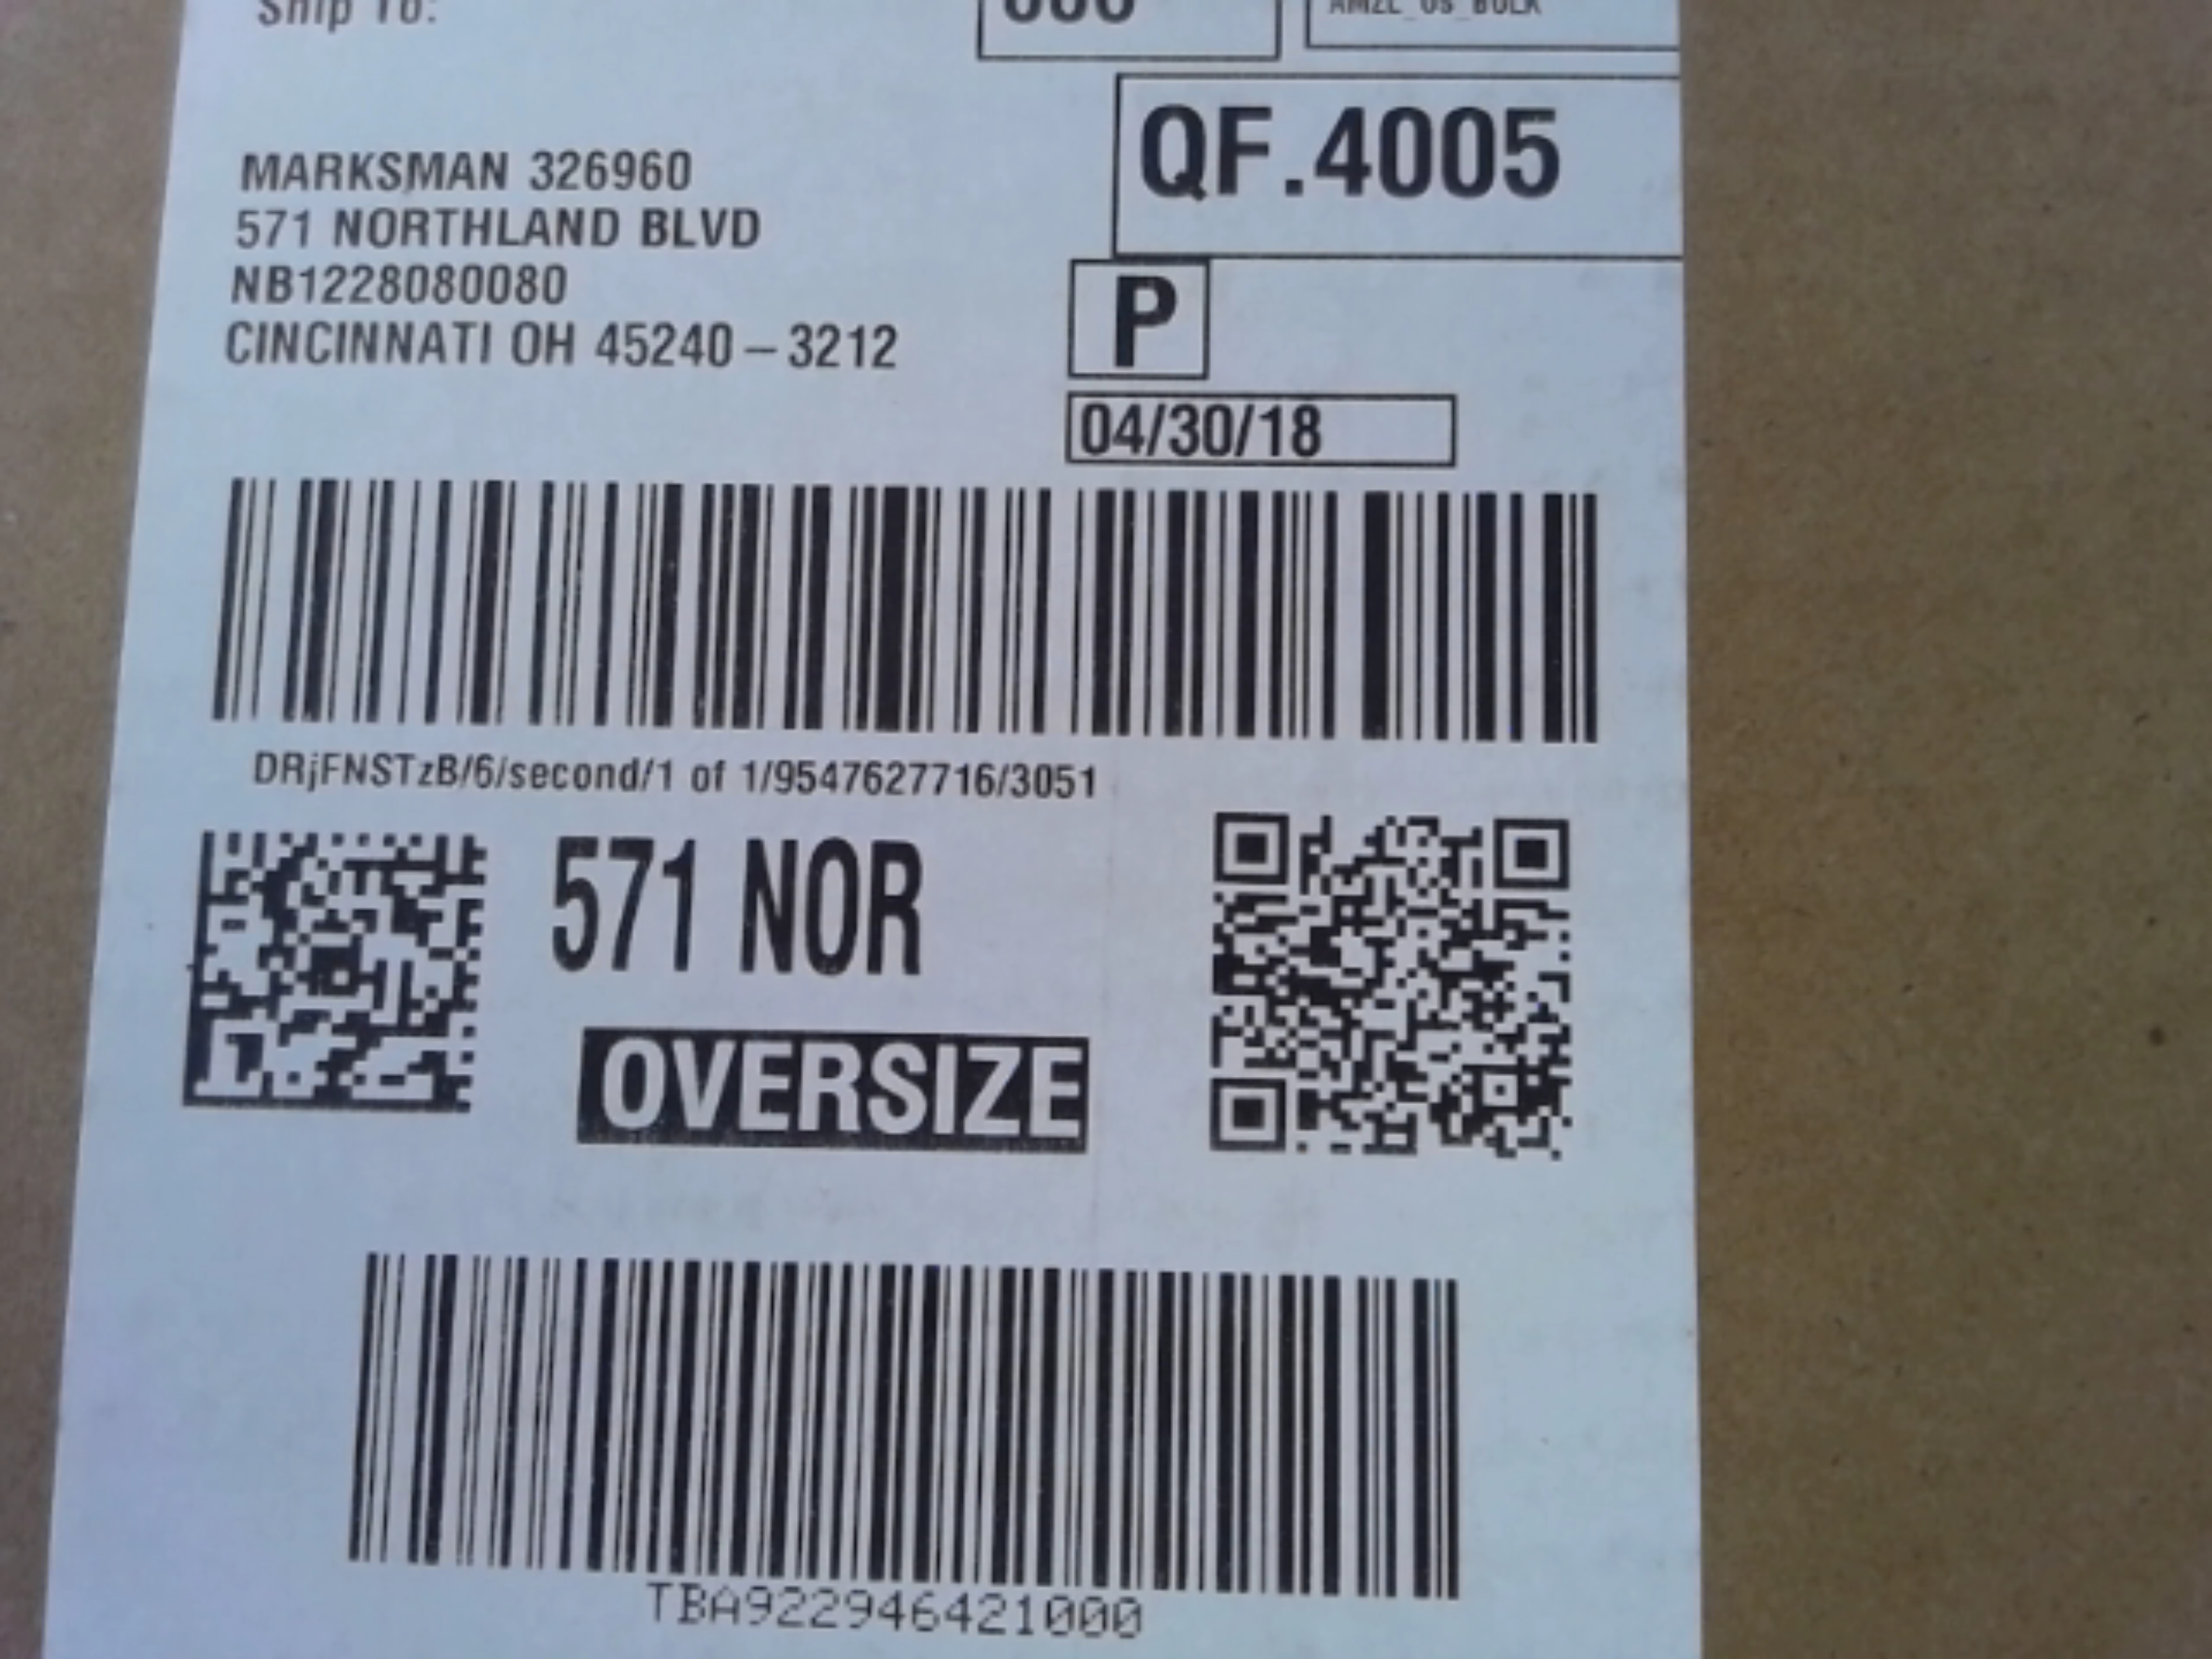 Ship To:
AMZL_US_BULK
QF.4005
MARKSMAN 326960
571 NORTHLAND BLVD
NB1228080080
CINCINNATI OH 45240-3212
P
04/30/18
DRjFNSTzB/6/second/1 of 1/9547627716/3051
571 NOR
OVERSIZE
TBA922946421000